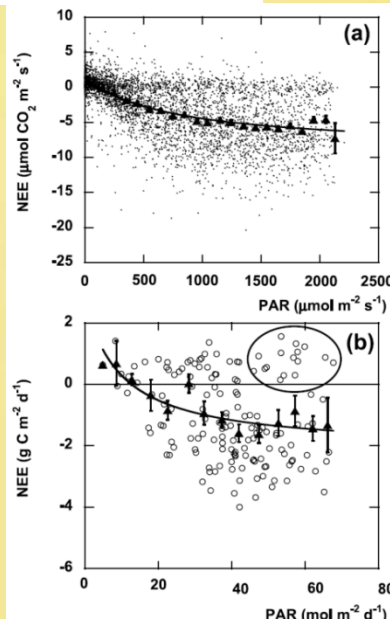 (a)
10
5
0
-5
-10
-15
-20
-25
NEE (μmol CO2 m-2 s-1)
0 500 1000 1500 2000 2500
PAR (μmol m-2 s-1)
(b)
2
0
-2
-4
-6
NEE (g C m-2 d-1)
0 20 40 60 80
PAR (mol m-2 d-1)